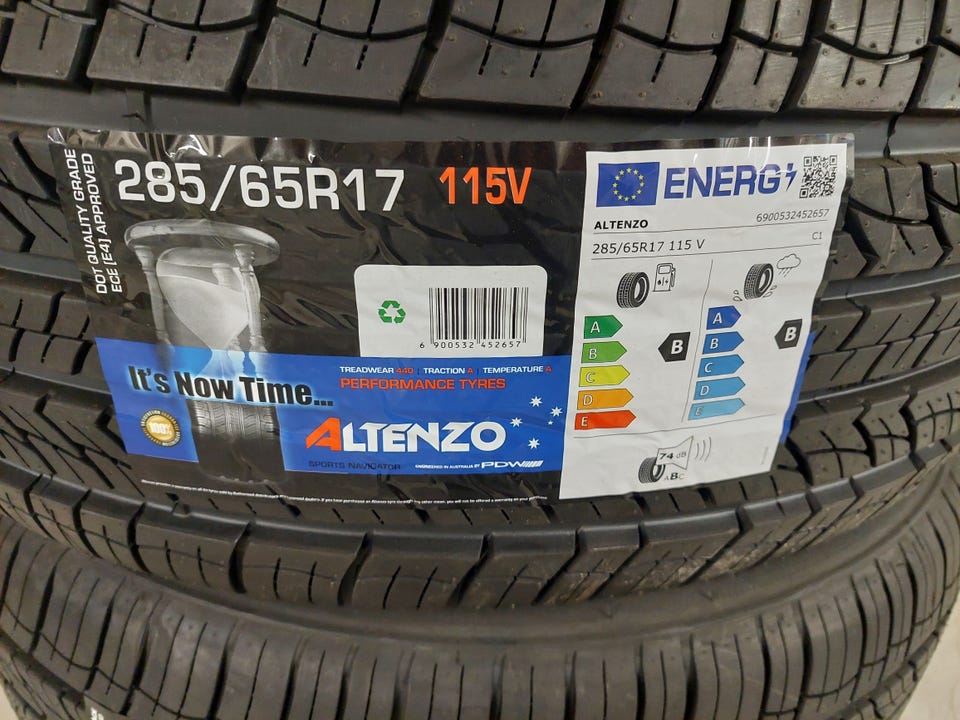 DOT QUALITY GRADE
ECE [E4] APPROVED
285/65R17 115V
6 900532 452657
It's Now Time...
100%
TREADWEAR 440 | TRACTION A | TEMPERATURE A
PERFORMANCE TYRES
ALTENZO
SPORTS NAVIGATOR
ENGINEERED IN AUSTRALIA BY PDW
ENERG
ALTENZO
6900532452657
285/65R17 115 V
C1
A
B
C
D
E
B
A
B
C
D
E
B
74 dB
ABC